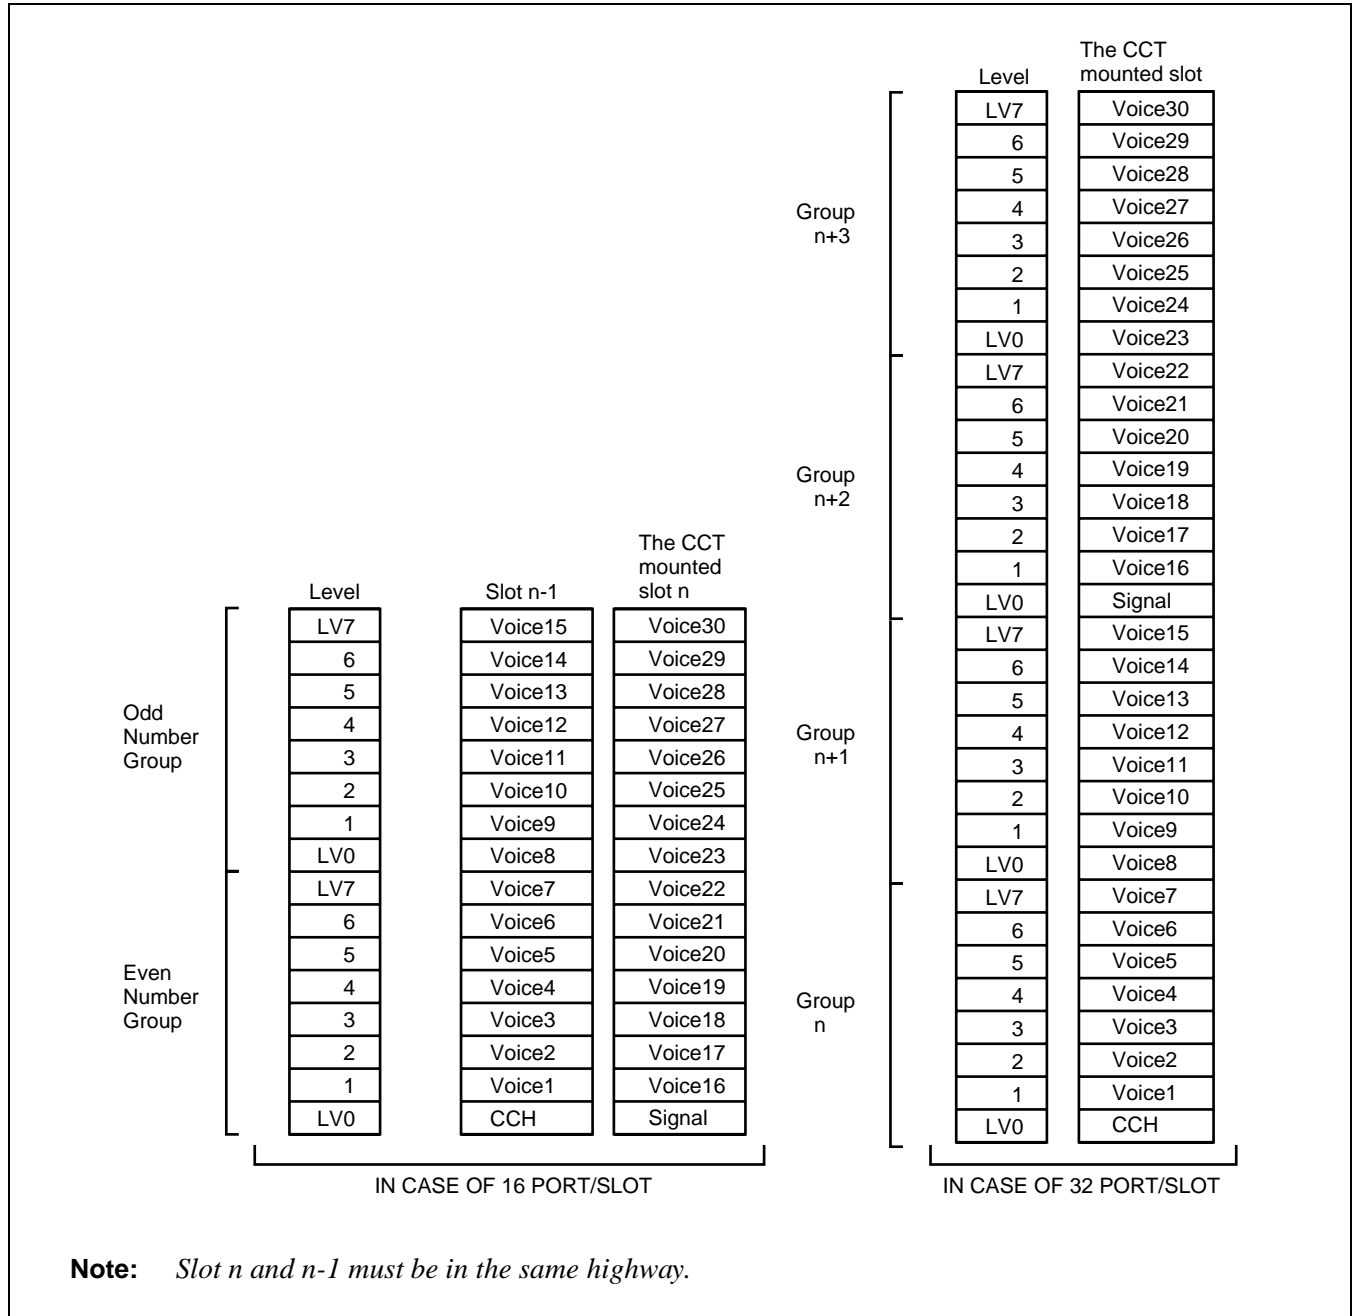 The CCT
mounted slot
Level
LV7 Voice30
6 Voice29
5 Voice28
4 Voice27
3 Voice26
2 Voice25
1 Voice24
LV0 Voice23
Group
n+3
LV7 Voice22
6 Voice21
5 Voice20
4 Voice19
3 Voice18
2 Voice17
1 Voice16
LV0 Signal
Group
n+2
LV7 Voice15
6 Voice14
5 Voice13
4 Voice12
3 Voice11
2 Voice10
1 Voice9
LV0 Voice8
Group
n+1
LV7 Voice7
6 Voice6
5 Voice5
4 Voice4
3 Voice3
2 Voice2
1 Voice1
LV0 CCH
Group
n
IN CASE OF 32 PORT/SLOT
The CCT
mounted
slot n
Level Slot n-1
LV7 Voice15 Voice30
6 Voice14 Voice29
5 Voice13 Voice28
4 Voice12 Voice27
3 Voice11 Voice26
2 Voice10 Voice25
1 Voice9 Voice24
LV0 Voice8 Voice23
Odd
Number
Group
LV7 Voice7 Voice22
6 Voice6 Voice21
5 Voice5 Voice20
4 Voice4 Voice19
3 Voice3 Voice18
2 Voice2 Voice17
1 Voice1 Voice16
LV0 CCH Signal
Even
Number
Group
IN CASE OF 16 PORT/SLOT
Note: Slot n and n-1 must be in the same highway.